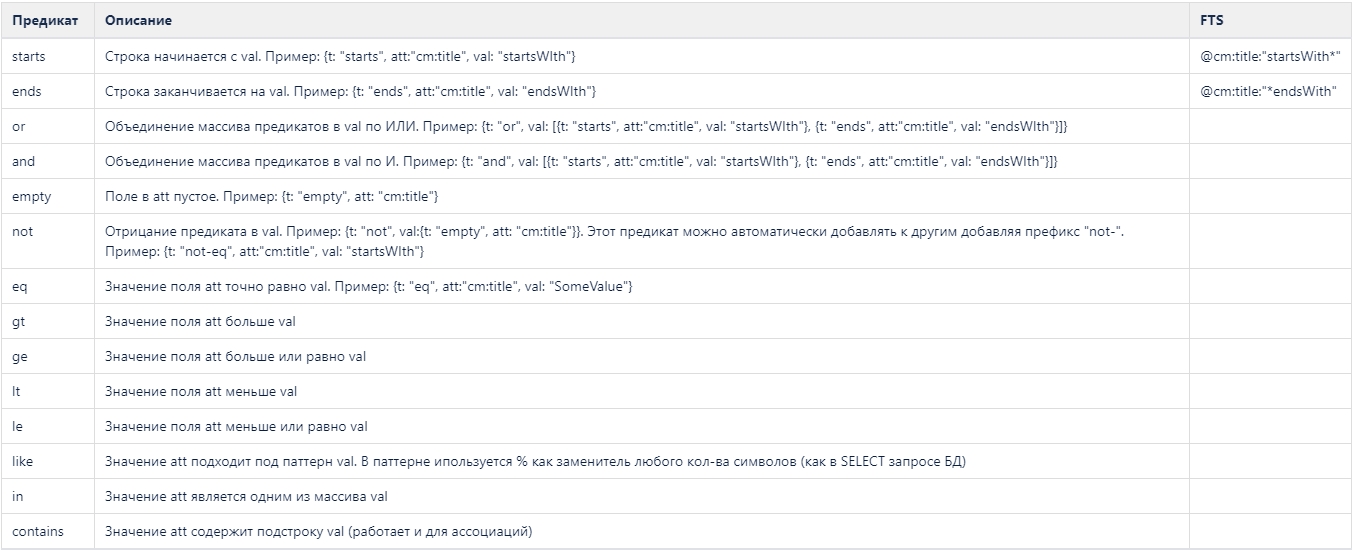 Предикат Описание FTS
starts Строка начинается с val. Пример: {t: "starts", att:"cm:title", val: "startsWIth"} @cm:title:"startsWith*"
ends Строка заканчивается на val. Пример: {t: "ends", att:"cm:title", val: "endsWIth"} @cm:title:"*endsWith"
or Объединение массива предикатов в val по ИЛИ. Пример: {t: "or", val: [{t: "starts", att:"cm:title", val: "startsWIth"}, {t: "ends", att:"cm:title", val: "endsWIth"}]}
and Объединение массива предикатов в val по И. Пример: {t: "and", val: [{t: "starts", att:"cm:title", val: "startsWIth"}, {t: "ends", att:"cm:title", val: "endsWIth"}]}
empty Поле в att пустое. Пример: {t: "empty", att: "cm:title"}
not Отрицание предиката в val. Пример: {t: "not", val:{t: "empty", att: "cm:title"}}. Этот предикат можно автоматически добавлять к другим добавляя префикс "not-".
Пример: {t: "not-eq", att:"cm:title", val: "startsWIth"}
eq Значение поля att точно равно val. Пример: {t: "eq", att:"cm:title", val: "SomeValue"}
gt Значение поля att больше val
ge Значение поля att больше или равно val
lt Значение поля att меньше val
le Значение поля att меньше или равно val
like Значение att подходит под паттерн val. В паттерне ипользуется % как заменитель любого кол-ва символов (как в SELECT запросе БД)
in Значение att является одним из массива val
contains Значение att содержит подстроку val (работает и для ассоциаций)